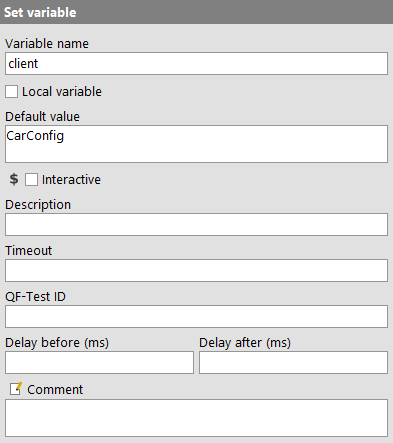 Set variable
Variable name
client
Local variable
Default value
CarConfig
$ Interactive
Description
Timeout
QF-Test ID
Delay before (ms) Delay after (ms)
Comment